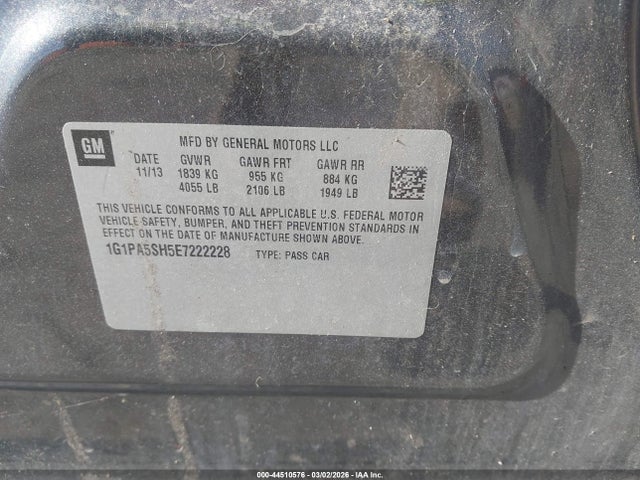 GM
MFD BY GENERAL MOTORS LLC
DATE GVWR GAWR FRT GAWR RR
11/13 1839 KG 955 KG 884 KG
4055 LB 2106 LB 1949 LB
THIS VEHICLE CONFORMS TO ALL APPLICABLE U.S. FEDERAL MOTOR
VEHICLE SAFETY, BUMPER, AND THEFT PREVENTION STANDARDS IN
EFFECT ON THE DATE OF MANUFACTURE SHOWN ABOVE.
1G1PA5SH5E7222228 TYPE: PASS CAR
000-44510576 - 03/02/2026 - IAA Inc.